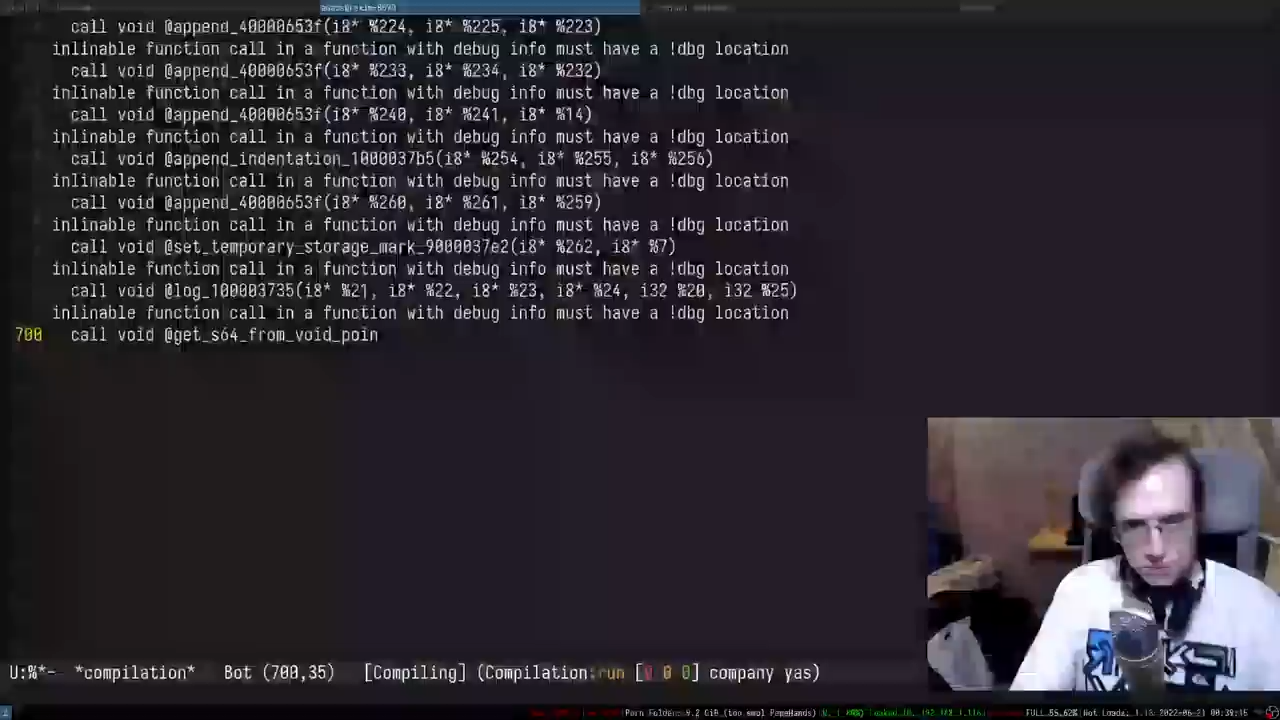 call void @append_40000653f(i8* %224, i8* %225, i8* %223)
inlinable function call in a function with debug info must have a !dbg location
call void @append_40000653f(i8* %233, i8* %234, i8* %232)
inlinable function call in a function with debug info must have a !dbg location
call void @append_40000653f(i8* %240, i8* %241, i8* %14)
inlinable function call in a function with debug info must have a !dbg location
call void @append_indentation_1000037b5(i8* %254, i8* %255, i8* %256)
inlinable function call in a function with debug info must have a !dbg location
call void @append_40000653f(i8* %260, i8* %261, i8* %259)
inlinable function call in a function with debug info must have a !dbg location
call void @set_temporary_storage_mark_9000037e2(i8* %262, i8* %7)
inlinable function call in a function with debug info must have a !dbg location
call void @log_100003735(i8* %21, i8* %22, i8* %23, i8* %24, i32 %20, i32 %25)
inlinable function call in a function with debug info must have a !dbg location
700 call void @get_s64_from_void_poin
U:%*- *compilation* Bot (700,35) [Compiling] (Compilation:run [0 0 0] company yas)